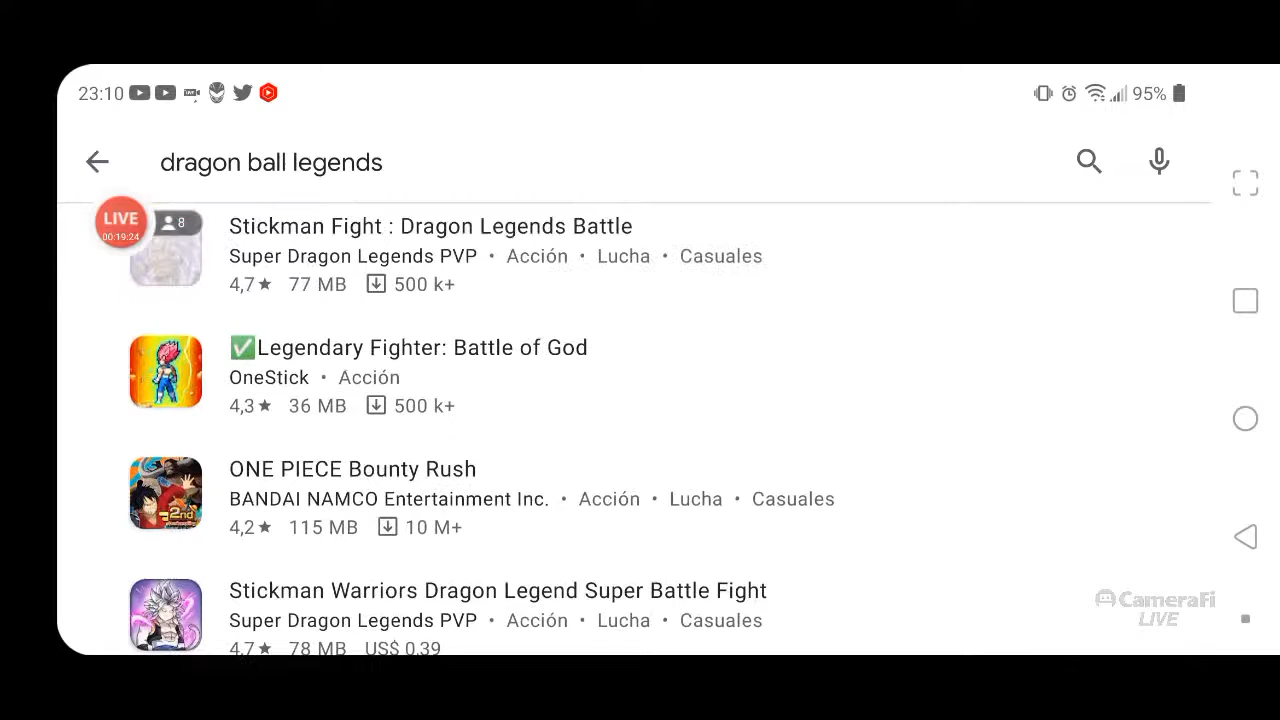 23:10
95%
dragon ball legends
LIVE
00:19:24
8
Stickman Fight : Dragon Legends Battle
Super Dragon Legends PVP • Acción • Lucha • Casuales
4,7★ 77 MB 500 k+
✅Legendary Fighter: Battle of God
OneStick • Acción
4,3★ 36 MB 500 k+
ONE PIECE Bounty Rush
BANDAI NAMCO Entertainment Inc. • Acción • Lucha • Casuales
4,2★ 115 MB 10 M+
2nd
Stickman Warriors Dragon Legend Super Battle Fight
Super Dragon Legends PVP • Acción • Lucha • Casuales
4,7★ 78 MB US$ 0.39
CameraFi
LIVE